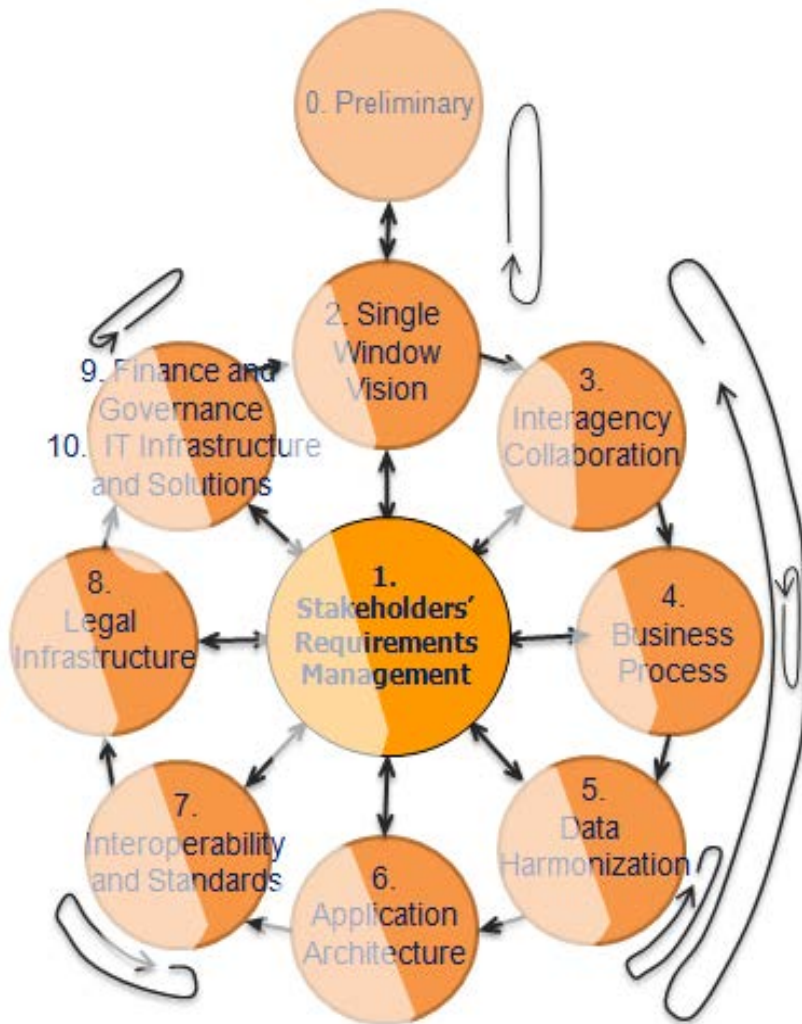 0. Preliminary
2. Single
Window
Vision
3.
Interagency
Collaboration
9. Finance and
Governance
10. IT Infrastructure
and Solutions
1.
Stakeholders’
Requirements
Management
4.
Business
Process
8.
Legal
Infrastructure
5.
Data
Harmonization
7.
Interoperability
and Standards
6.
Application
Architecture